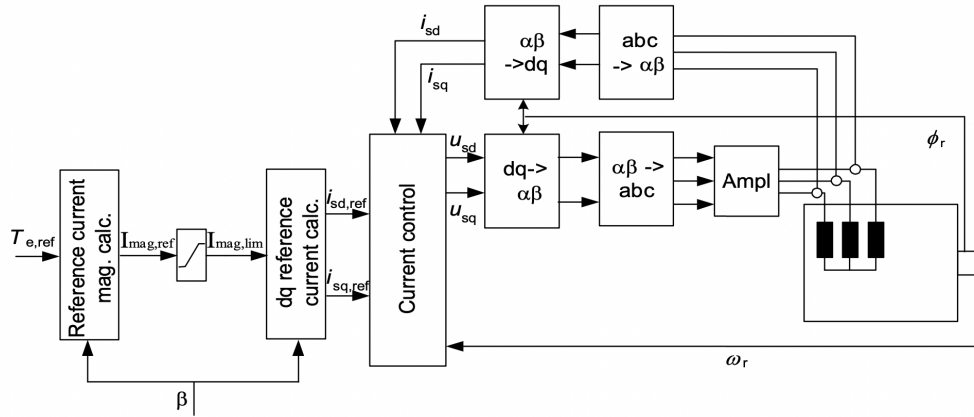 i_sd
αβ
->dq
abc
-> αβ
i_sq
ϕ_r
u_sd
dq->
αβ
αβ ->
abc
Ampl
u_sq
T_e,ref
Reference current
mag. calc.
I_mag,ref
I_mag,lim
dq reference
current calc.
i_sd,ref
i_sq,ref
Current control
ω_r
β